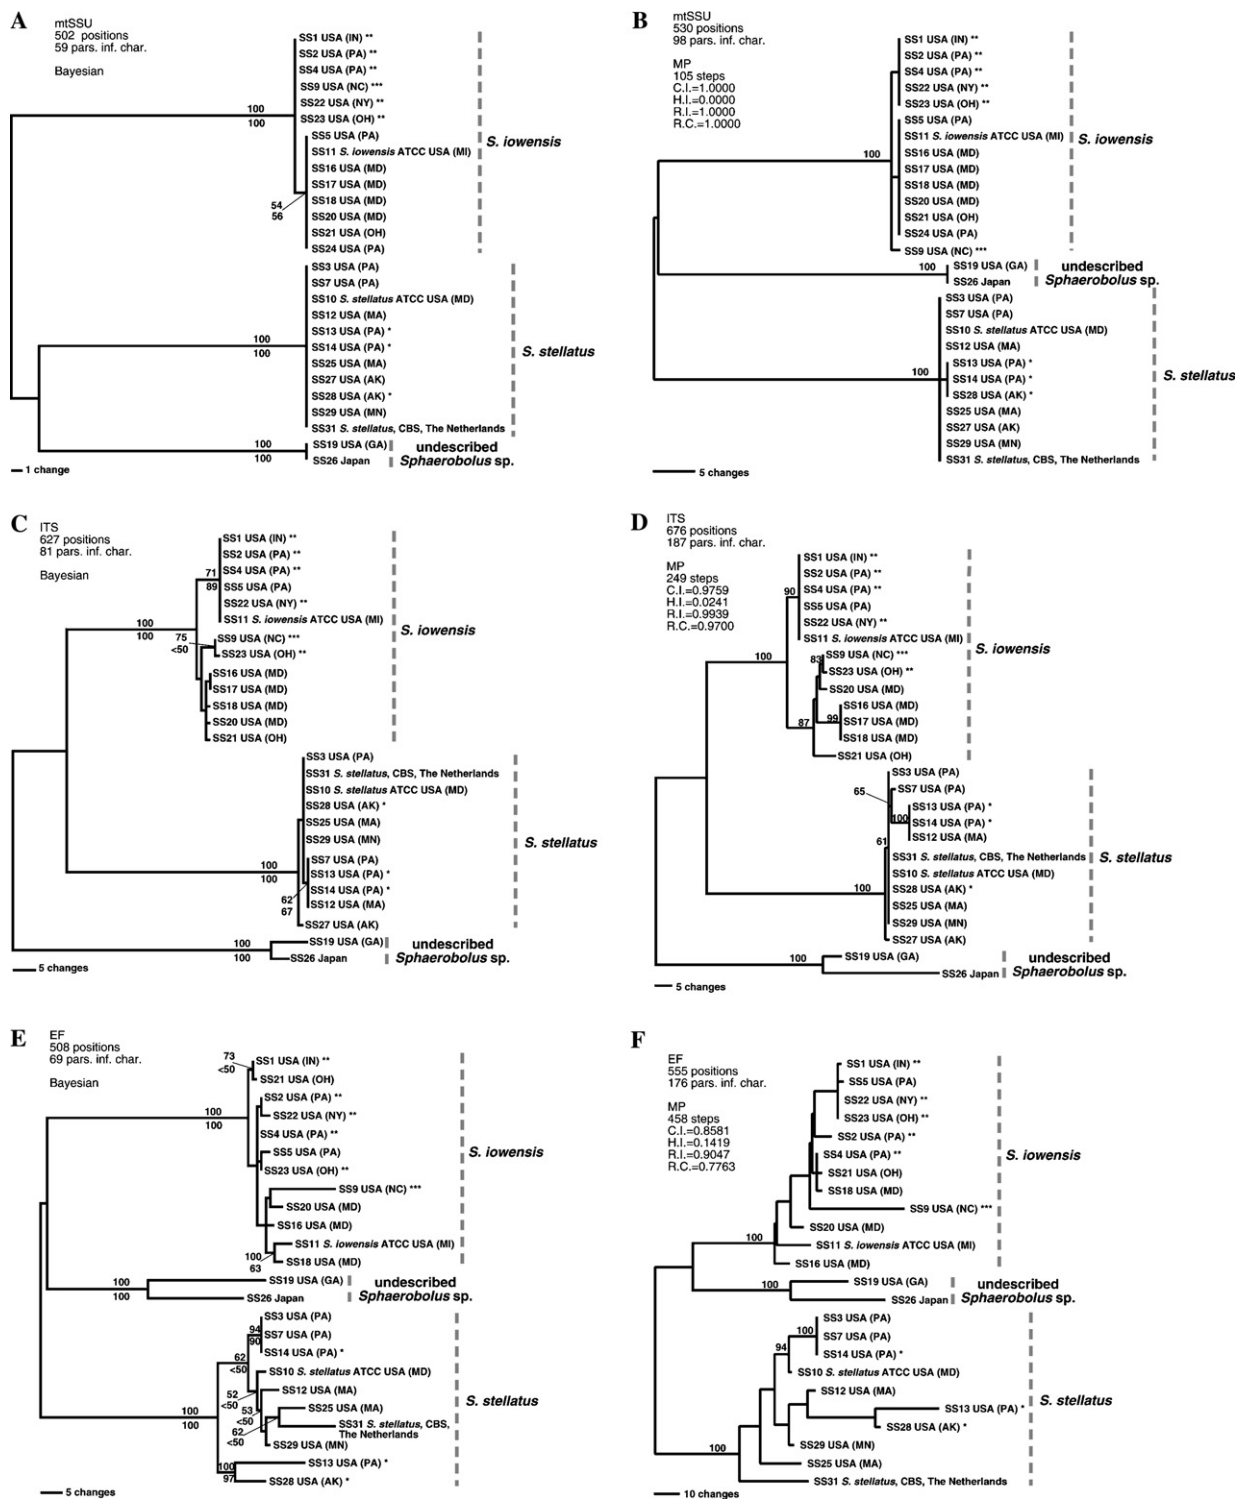 A
mtSSU
502 positions
59 pars. inf. char.
Bayesian
SS1 USA (IN) **
SS2 USA (PA) **
SS4 USA (PA) **
SS9 USA (NC) ***
SS22 USA (NY) **
SS23 USA (OH) **
100
100
SS5 USA (PA)
SS11 S. iowensis ATCC USA (MI)
SS16 USA (MD)
SS17 USA (MD)
SS18 USA (MD)
SS20 USA (MD)
SS21 USA (OH)
SS24 USA (PA)
54
56
S. iowensis
SS3 USA (PA)
SS7 USA (PA)
SS10 S. stellatus ATCC USA (MD)
SS12 USA (MA)
SS13 USA (PA) *
SS14 USA (PA) *
SS25 USA (MA)
SS27 USA (AK)
SS28 USA (AK) *
SS29 USA (MN)
SS31 S. stellatus, CBS, The Netherlands
100
100
S. stellatus
100
100
SS19 USA (GA)
SS26 Japan
undescribed
Sphaerobolus sp.
1 change
B
mtSSU
530 positions
98 pars. inf. char.
MP
105 steps
C.I.=1.0000
H.I.=0.0000
R.I.=1.0000
R.C.=1.0000
SS1 USA (IN) **
SS2 USA (PA) **
SS4 USA (PA) **
SS22 USA (NY) **
SS23 USA (OH) **
SS5 USA (PA)
SS11 S. iowensis ATCC USA (MI)
SS16 USA (MD)
SS17 USA (MD)
SS18 USA (MD)
SS20 USA (MD)
SS21 USA (OH)
SS24 USA (PA)
SS9 USA (NC) ***
100
S. iowensis
100
SS19 USA (GA)
SS26 Japan
undescribed
Sphaerobolus sp.
SS3 USA (PA)
SS7 USA (PA)
SS10 S. stellatus ATCC USA (MD)
SS12 USA (MA)
SS13 USA (PA) *
SS14 USA (PA) *
SS28 USA (AK) *
SS25 USA (MA)
SS27 USA (AK)
SS29 USA (MN)
SS31 S. stellatus, CBS, The Netherlands
100
S. stellatus
5 changes
C
ITS
627 positions
81 pars. inf. char.
Bayesian
SS1 USA (IN) **
SS2 USA (PA) **
SS4 USA (PA) **
SS5 USA (PA)
SS22 USA (NY) **
SS11 S. iowensis ATCC USA (MI)
71
89
100
100
75
<50
SS9 USA (NC) ***
SS23 USA (OH) **
SS16 USA (MD)
SS17 USA (MD)
SS18 USA (MD)
SS20 USA (MD)
SS21 USA (OH)
S. iowensis
SS3 USA (PA)
SS31 S. stellatus, CBS, The Netherlands
SS10 S. stellatus ATCC USA (MD)
SS28 USA (AK) *
SS25 USA (MA)
SS29 USA (MN)
SS7 USA (PA)
SS13 USA (PA) *
SS14 USA (PA) *
SS12 USA (MA)
SS27 USA (AK)
100
100
62
67
S. stellatus
100
100
SS19 USA (GA)
SS26 Japan
undescribed
Sphaerobolus sp.
5 changes
D
ITS
676 positions
187 pars. inf. char.
MP
249 steps
C.I.=0.9759
H.I.=0.0241
R.I.=0.9939
R.C.=0.9700
SS1 USA (IN) **
SS2 USA (PA) **
SS4 USA (PA) **
SS5 USA (PA)
SS22 USA (NY) **
SS11 S. iowensis ATCC USA (MI)
90
100
83
SS9 USA (NC) ***
SS23 USA (OH) **
SS20 USA (MD)
SS16 USA (MD)
SS17 USA (MD)
SS18 USA (MD)
SS21 USA (OH)
87
99
S. iowensis
SS3 USA (PA)
SS7 USA (PA)
SS13 USA (PA) *
SS14 USA (PA) *
SS12 USA (MA)
65
100
61
SS31 S. stellatus, CBS, The Netherlands
SS10 S. stellatus ATCC USA (MD)
SS28 USA (AK) *
SS25 USA (MA)
SS29 USA (MN)
SS27 USA (AK)
100
S. stellatus
100
SS19 USA (GA)
SS26 Japan
undescribed
Sphaerobolus sp.
5 changes
E
EF
508 positions
69 pars. inf. char.
Bayesian
73
<50
SS1 USA (IN) **
SS21 USA (OH)
SS2 USA (PA) **
SS22 USA (NY) **
SS4 USA (PA) **
SS5 USA (PA)
SS23 USA (OH) **
SS9 USA (NC) ***
SS20 USA (MD)
SS16 USA (MD)
SS11 S. iowensis ATCC USA (MI)
SS18 USA (MD)
100
100
100
63
S. iowensis
100
100
SS19 USA (GA)
SS26 Japan
undescribed
Sphaerobolus sp.
SS3 USA (PA)
SS7 USA (PA)
SS14 USA (PA) *
SS10 S. stellatus ATCC USA (MD)
SS12 USA (MA)
SS25 USA (MA)
SS31 S. stellatus, CBS,
The Netherlands
SS29 USA (MN)
SS13 USA (PA) *
SS28 USA (AK) *
94
90
62
<50
52
<50
53
<50
62
<50
100
100
100
97
S. stellatus
5 changes
F
EF
555 positions
176 pars. inf. char.
MP
458 steps
C.I.=0.8581
H.I.=0.1419
R.I.=0.9047
R.C.=0.7763
SS1 USA (IN) **
SS5 USA (PA)
SS22 USA (NY) **
SS23 USA (OH) **
SS2 USA (PA) **
SS4 USA (PA) **
SS21 USA (OH)
SS18 USA (MD)
SS9 USA (NC) ***
SS20 USA (MD)
SS11 S. iowensis ATCC USA (MI)
SS16 USA (MD)
100
S. iowensis
100
SS19 USA (GA)
SS26 Japan
undescribed
Sphaerobolus sp.
SS3 USA (PA)
SS7 USA (PA)
SS14 USA (PA) *
SS10 S. stellatus ATCC USA (MD)
SS12 USA (MA)
SS13 USA (PA) *
SS28 USA (AK) *
SS29 USA (MN)
SS25 USA (MA)
SS31 S. stellatus, CBS, The Netherlands
100
94
100
S. stellatus
10 changes